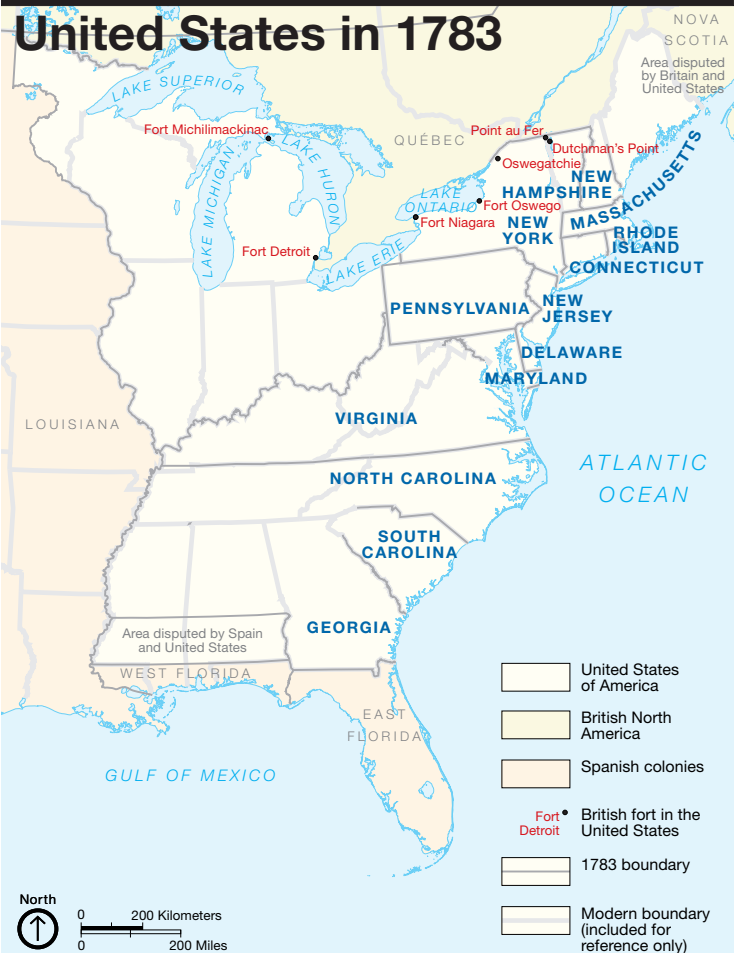 United States in 1783
NOVA
SCOTIA
Area disputed
by Britain and
United States
LAKE SUPERIOR
Fort Michilimackinac
QUÉBEC
Point au Fer
Dutchman's Point
Oswegatchie
LAKE MICHIGAN
LAKE HURON
LAKE
ONTARIO
Fort Oswego
Fort Niagara
Fort Detroit
LAKE ERIE
NEW
HAMPSHIRE
MASSACHUSETTS
NEW
YORK
RHODE
ISLAND
CONNECTICUT
PENNSYLVANIA
NEW
JERSEY
DELAWARE
MARYLAND
LOUISIANA
VIRGINIA
NORTH CAROLINA
ATLANTIC
OCEAN
SOUTH
CAROLINA
GEORGIA
Area disputed by Spain
and United States
WEST FLORIDA
EAST
FLORIDA
GULF OF MEXICO
United States
of America
British North
America
Spanish colonies
Fort
Detroit
British fort in the
United States
1783 boundary
Modern boundary
(included for
reference only)
North
0 200 Kilometers
0 200 Miles